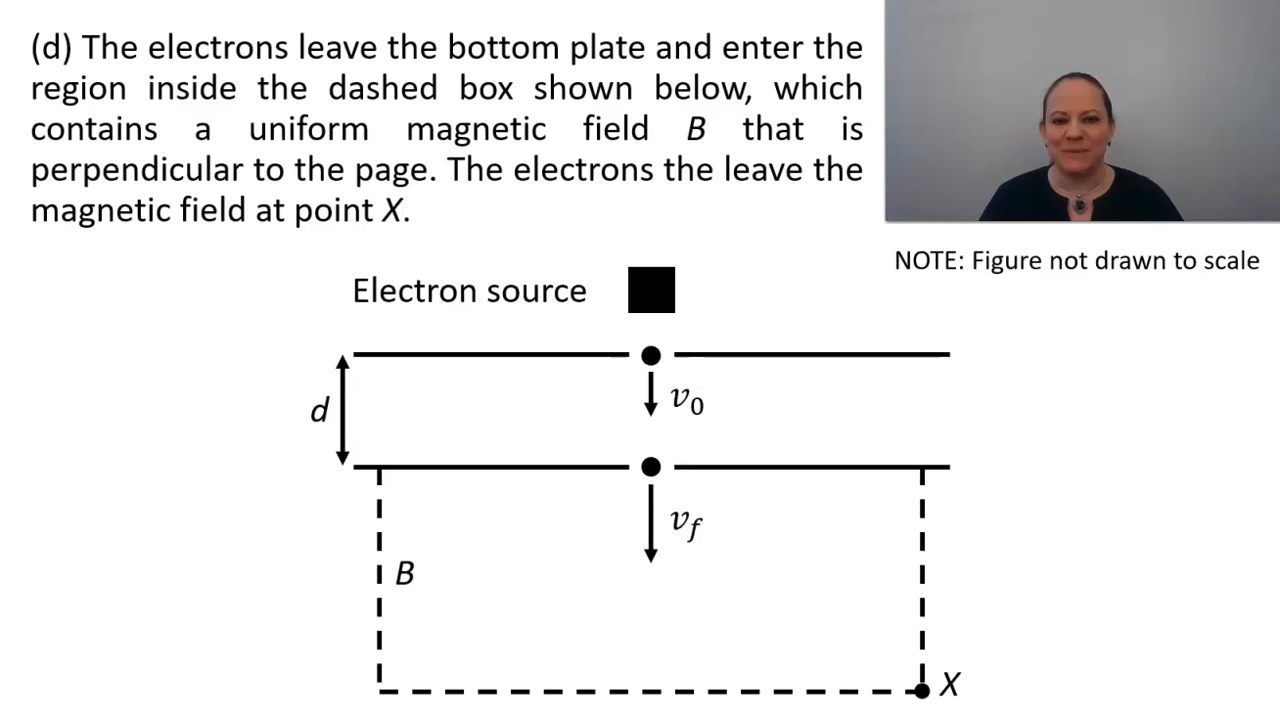 (d) The electrons leave the bottom plate and enter the
region inside the dashed box shown below, which
contains a uniform magnetic field B that is
perpendicular to the page. The electrons the leave the
magnetic field at point X.
NOTE: Figure not drawn to scale
Electron source
v₀
d
v_f
B
X